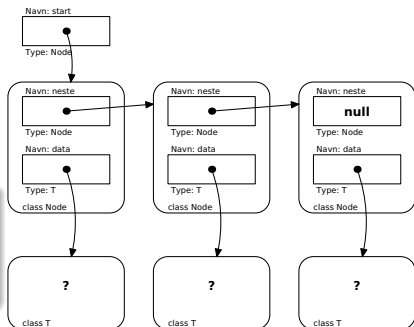 Navn: start
Type: Node
Navn: neste
Navn: neste
Navn: neste
null
Type: Node
Type: Node
Type: Node
Navn: data
Navn: data
Navn: data
Type: T
Type: T
Type: T
class Node
class Node
class Node
?
?
?
class T
class T
class T